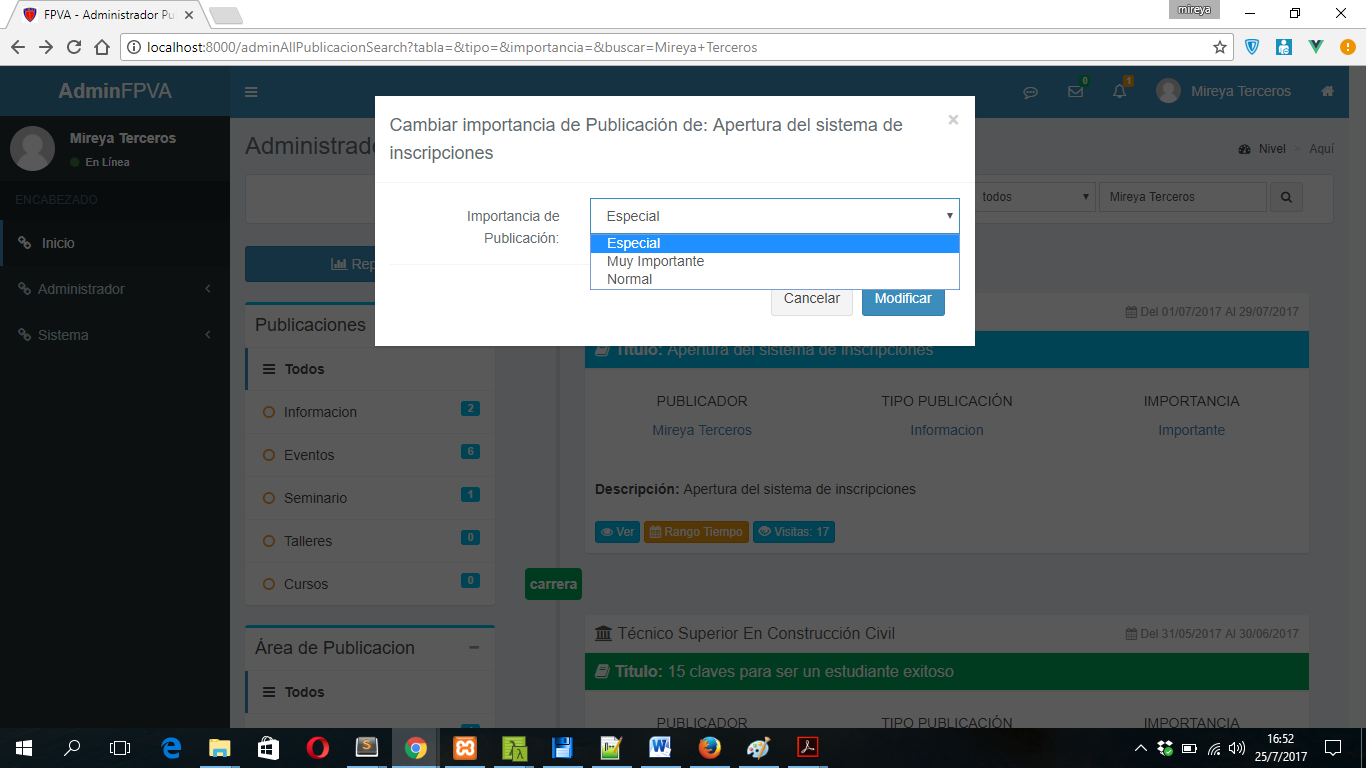 FPVA - Administrador Pu
mireya
localhost:8000/adminAllPublicacionSearch?tabla=&tipo=&importancia=&buscar=Mireya+Terceros
AdminFPVA
0
1
Mireya Terceros
Mireya Terceros
En Línea
ENCABEZADO
Inicio
Administrador
Sistema
Administrado
Nivel > Aquí
todos
Mireya Terceros
Rep
Cambiar importancia de Publicación de: Apertura del sistema de
inscripciones
×
Importancia de
Publicación:
Especial
Especial
Muy Importante
Normal
Cancelar
Modificar
Publicaciones
Todos
Informacion 2
Eventos 6
Seminario 1
Talleres 0
Cursos 0
Área de Publicacion
Todos
Del 01/07/2017 Al 29/07/2017
Titulo: Apertura del sistema de inscripciones
PUBLICADOR TIPO PUBLICACIÓN IMPORTANCIA
Mireya Terceros Informacion Importante
Descripción: Apertura del sistema de inscripciones
Ver Rango Tiempo Visitas: 17
carrera
Técnico Superior En Construcción Civil
Del 31/05/2017 Al 30/06/2017
Titulo: 15 claves para ser un estudiante exitoso
PUBLICADOR TIPO PUBLICACIÓN IMPORTANCIA
16:52
25/7/2017